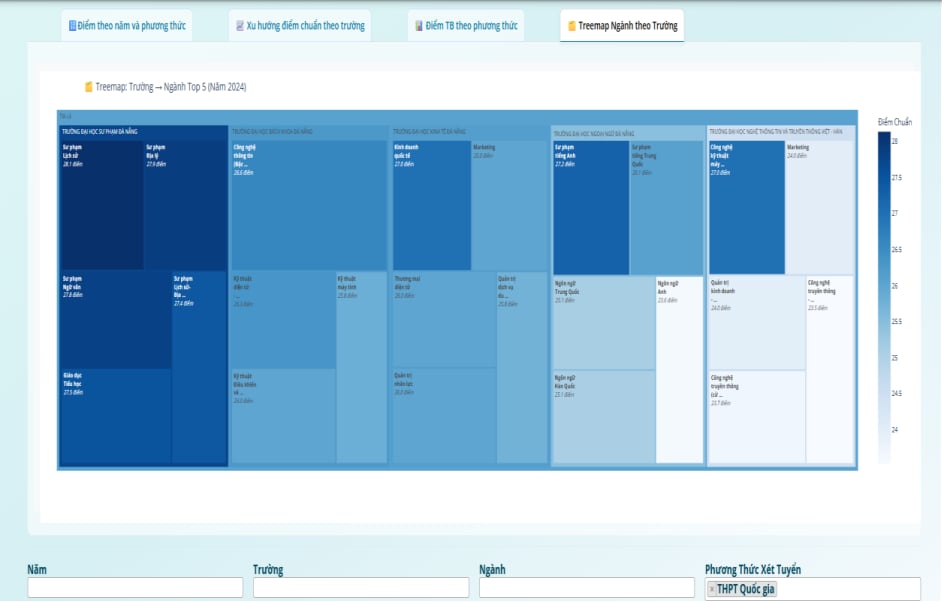 Điểm theo năm và phương thức
Xu hướng điểm chuẩn theo trường
Điểm TB theo phương thức
Treemap Ngành theo Trường
Treemap: Trường → Ngành Top 5 (Năm 2024)
Điểm Chuẩn
Tất cả
TRƯỜNG ĐẠI HỌC SƯ PHẠM ĐÀ NẴNG
Sư phạm
Lịch sử
28.1 điểm
Sư phạm
Địa lý
27.9 điểm
Sư phạm
Ngữ văn
27.8 điểm
Sư phạm
Lịch sử-
Địa ...
27.4 điểm
Giáo dục
Tiểu học
27.5 điểm
TRƯỜNG ĐẠI HỌC BÁCH KHOA ĐÀ NẴNG
Công nghệ
thông tin
(Đặc ...
26.6 điểm
Kỹ thuật
điện tử
- ...
Kỹ thuật
máy tính
25.8 điểm
Kỹ thuật
Điều khiển
và ...
26.0 điểm
TRƯỜNG ĐẠI HỌC KINH TẾ ĐÀ NẴNG
Kinh doanh
quốc tế
27.0 điểm
Marketing
26.0 điểm
Thương mại
điện tử
26.0 điểm
Quản trị
dịch vụ
du ...
25.8 điểm
Quản trị
nhân lực
26.0 điểm
TRƯỜNG ĐẠI HỌC NGOẠI NGỮ ĐÀ NẴNG
Sư phạm
tiếng Anh
27.2 điểm
Sư phạm
tiếng Trung
Quốc
26.1 điểm
Ngôn ngữ
Trung Quốc
25.1 điểm
Ngôn ngữ
Anh
23.6 điểm
Ngôn ngữ
Hàn Quốc
25.1 điểm
TRƯỜNG ĐẠI HỌC NGHỆ THÔNG TIN VÀ TRUYỀN THÔNG VIỆT - HÀN
Công nghệ
kỹ thuật
máy ...
27.0 điểm
Marketing
24.0 điểm
Quản trị
kinh doanh
- ...
24.0 điểm
Công nghệ
truyền thông
- ...
23.5 điểm
Công nghệ
truyền thông
(cử ...
23.7 điểm
28
27.5
27
26.5
26
25.5
25
24.5
24
Năm
Trường
Ngành
Phương Thức Xét Tuyển
× THPT Quốc gia